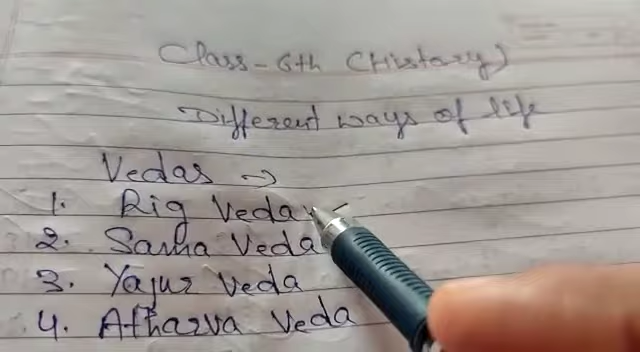 Class - 6th (History)
Different ways of life
Vedas →
1. Rig Veda -
2. Sama Veda
3. Yajur Veda
4. Atharva Veda